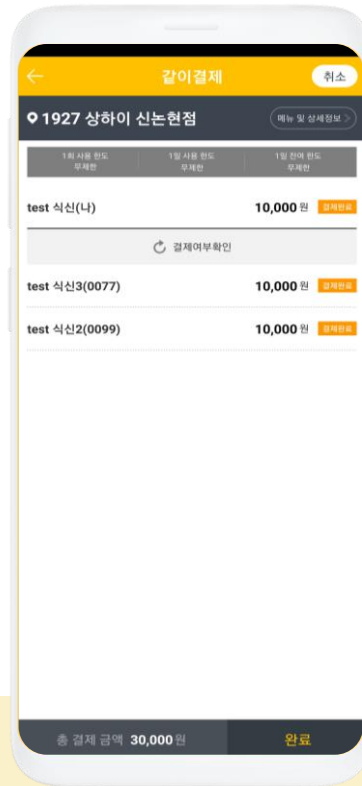 같이결제
취소
1927 상하이 신논현점
메뉴 및 상세정보
1회 사용 한도 1일 사용 한도 1일 잔여 한도
무제한 무제한 무제한
test 식신(나) 10,000 원 결제완료
결제여부확인
test 식신3(0077) 10,000 원 결제완료
test 식신2(0099) 10,000 원 결제완료
총 결제 금액 30,000 원 완료